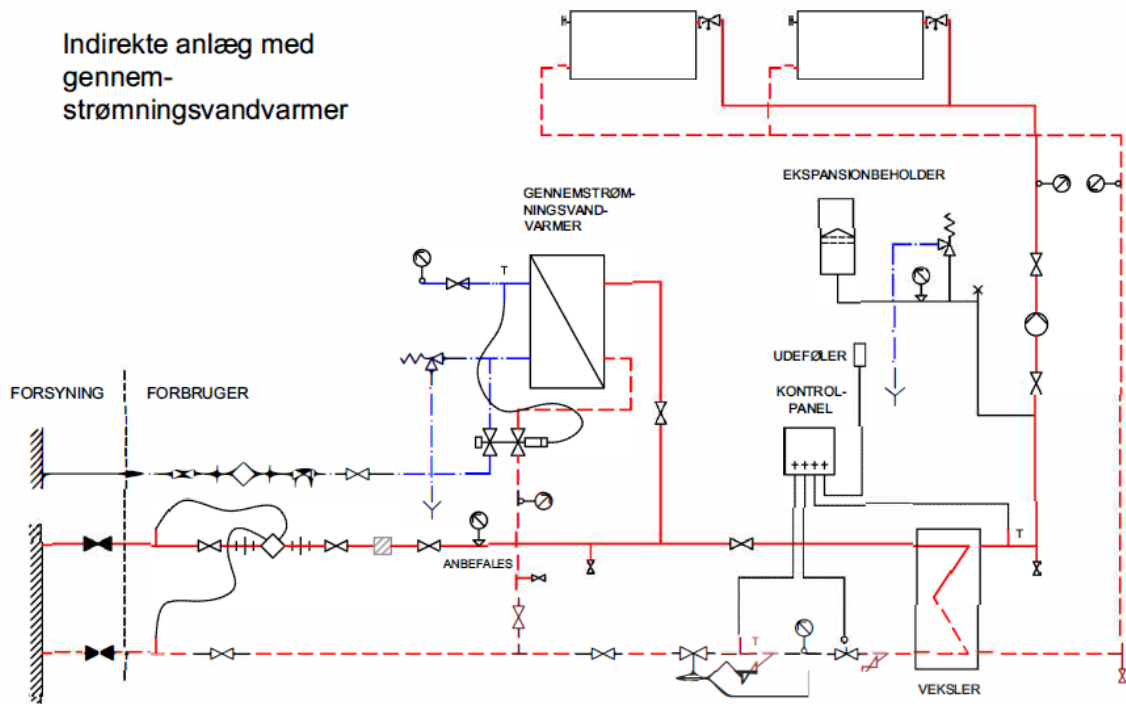 Indirekte anlæg med
gennem-
strømningsvandvarmer
EKSPANSIONBEHOLDER
GENNEMSTRØM-
NINGSVAND-
VARMER
T
UDEFØLER
FORSYNING
FORBRUGER
KONTROL-
PANEL
T
ANBEFALES
T
VEKSLER